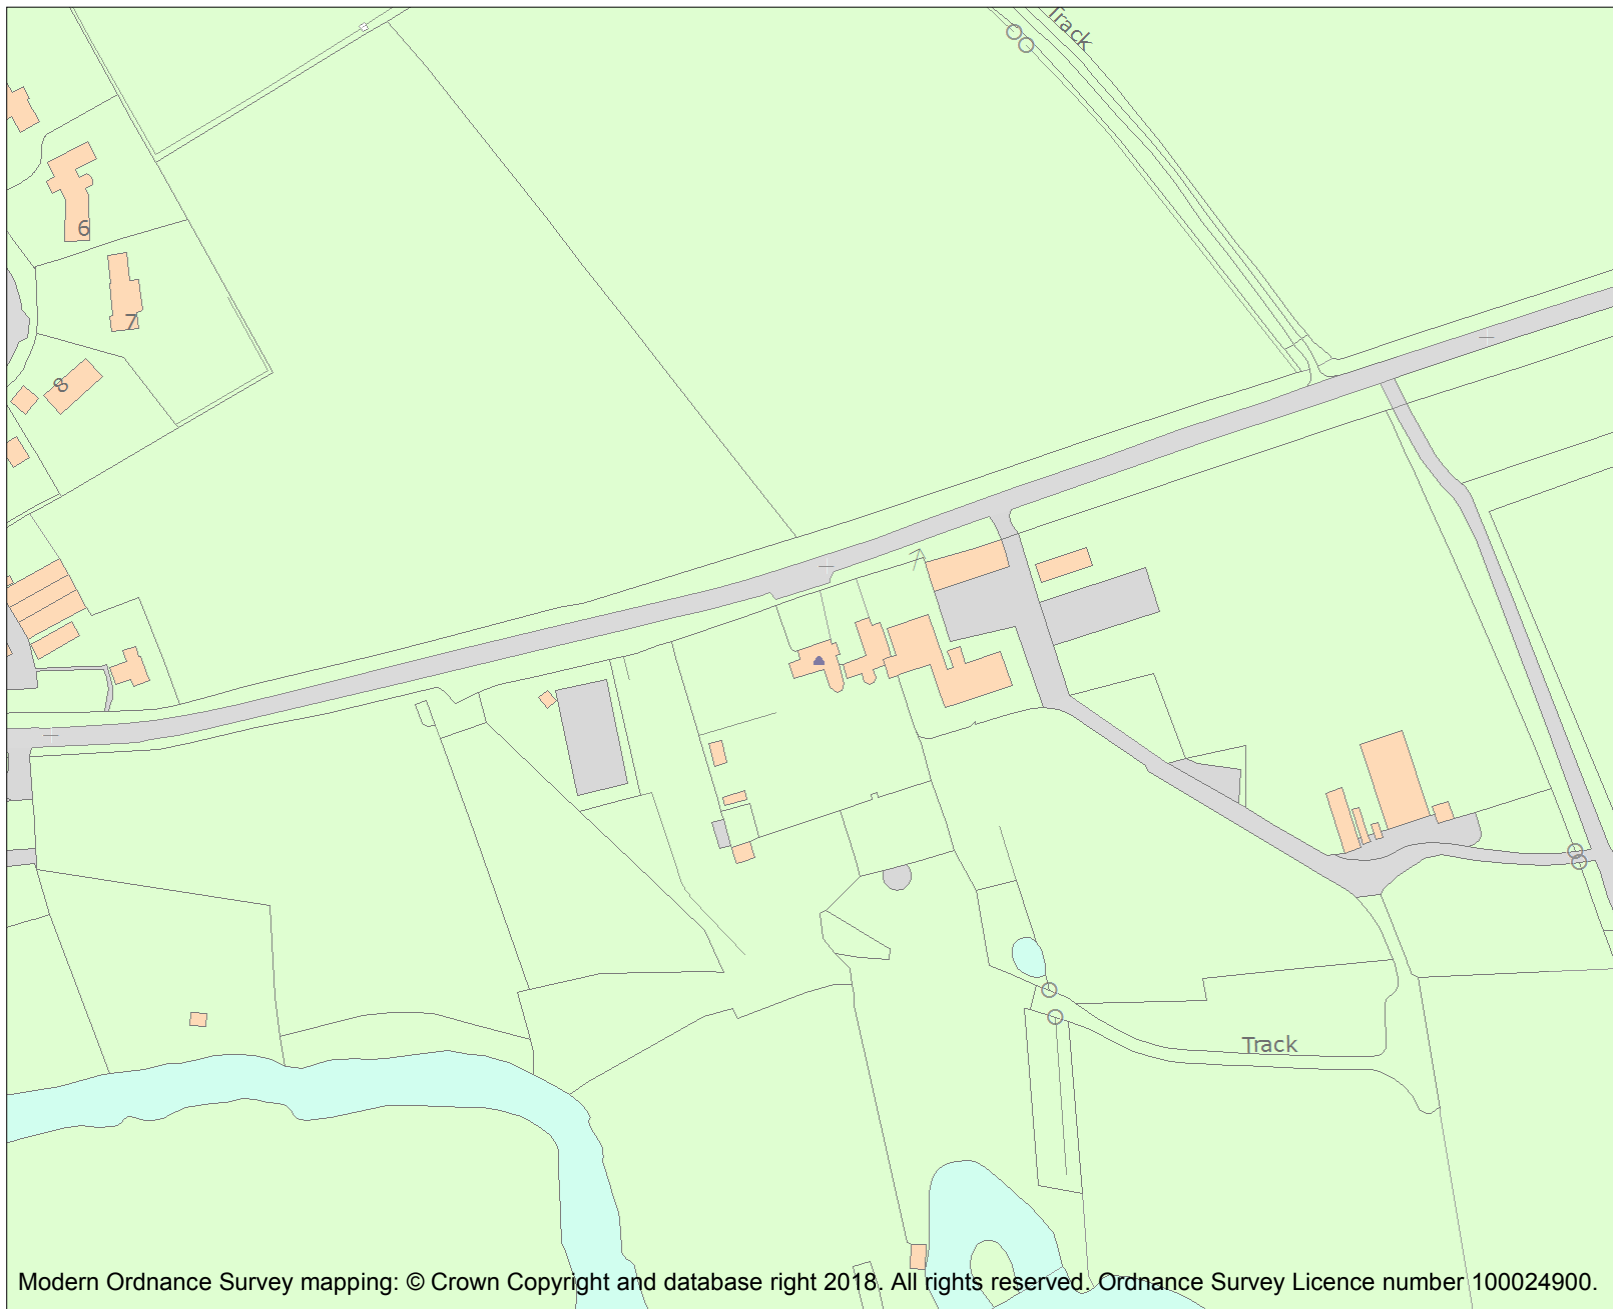 Track
6
7
8
Track
Modern Ordnance Survey mapping: © Crown Copyright and database right 2018. All rights reserved. Ordnance Survey Licence number 100024900.